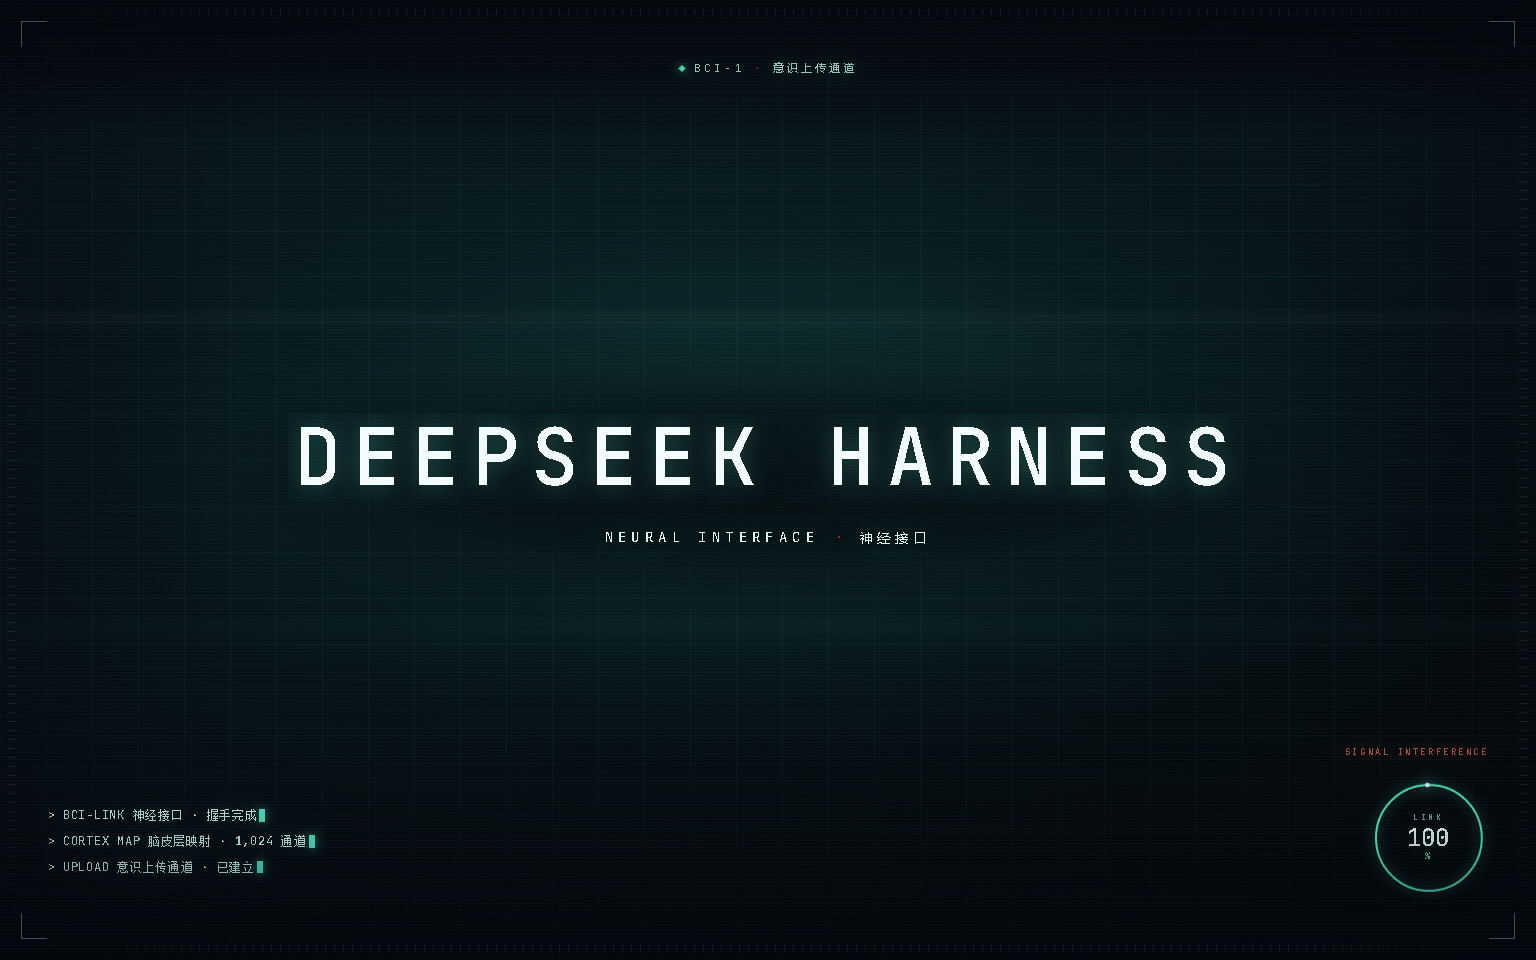 ◆ BCI-1 · 意识上传通道
DEEPSEEK HARNESS
NEURAL INTERFACE · 神经接口
SIGNAL INTERFERENCE
> BCI-LINK 神经接口 · 握手完成
> CORTEX MAP 脑皮层映射 · 1,024 通道
> UPLOAD 意识上传通道 · 已建立
LINK
100
%